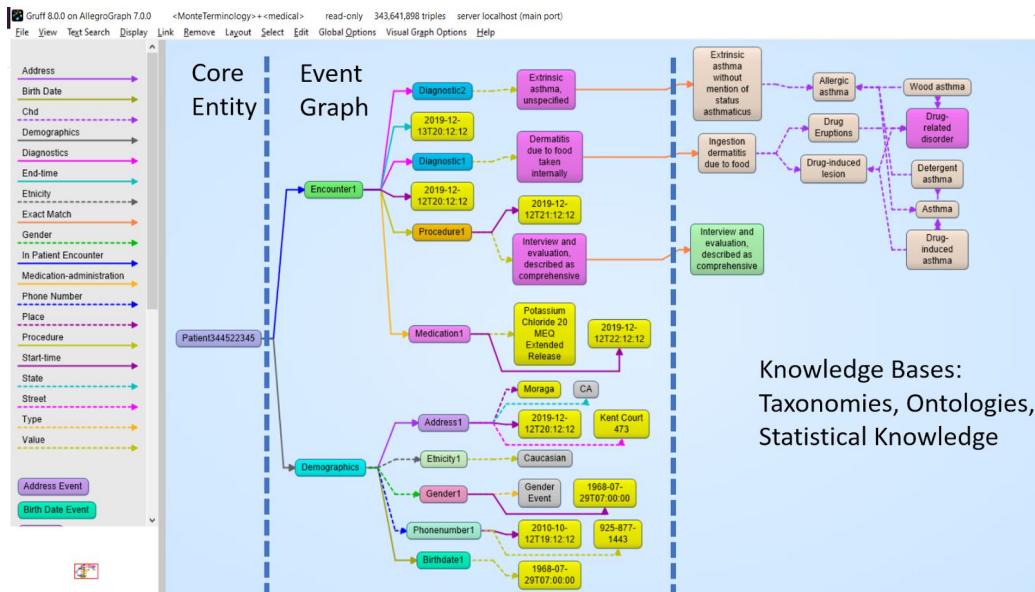 Gruff 8.0.0 on AllegroGraph 7.0.0 <MonteTerminology>+<medical> read-only 343,641,898 triples server localhost (main port)
File View Text Search Display Link Remove Layout Select Edit Global Options Visual Graph Options Help
Address
Birth Date
Chd
Demographics
Diagnostics
End-time
Etnicity
Exact Match
Gender
In Patient Encounter
Medication-administration
Phone Number
Place
Procedure
Start-time
State
Street
Type
Value
Address Event
Birth Date Event
Core
Entity
Event
Graph
Patient344522345
Encounter1
Demographics
Diagnostic2
Extrinsic
asthma,
unspecified
2019-12-
13T20:12:12
Diagnostic1
Dermatitis
due to food
taken
internally
2019-12-
12T20:12:12
Procedure1
2019-12-
12T21:12:12
Interview and
evaluation,
described as
comprehensive
Medication1
Potassium
Chloride 20
MEQ
Extended
Release
2019-12-
12T22:12:12
Address1
Moraga
CA
2019-12-
12T20:12:12
Kent Court
473
Etnicity1
Caucasian
Gender1
Gender
Event
1968-07-
29T07:00:00
Phonenumber1
2010-10-
12T19:12:12
925-877-
1443
Birthdate1
1968-07-
29T07:00:00
Extrinsic
asthma
without
mention of
status
asthmaticus
Allergic
asthma
Wood asthma
Ingestion
dermatitis
due to food
Drug
Eruptions
Drug-
related
disorder
Drug-induced
lesion
Detergent
asthma
Asthma
Drug-
induced
asthma
Interview and
evaluation,
described as
comprehensive
Knowledge Bases:
Taxonomies, Ontologies,
Statistical Knowledge